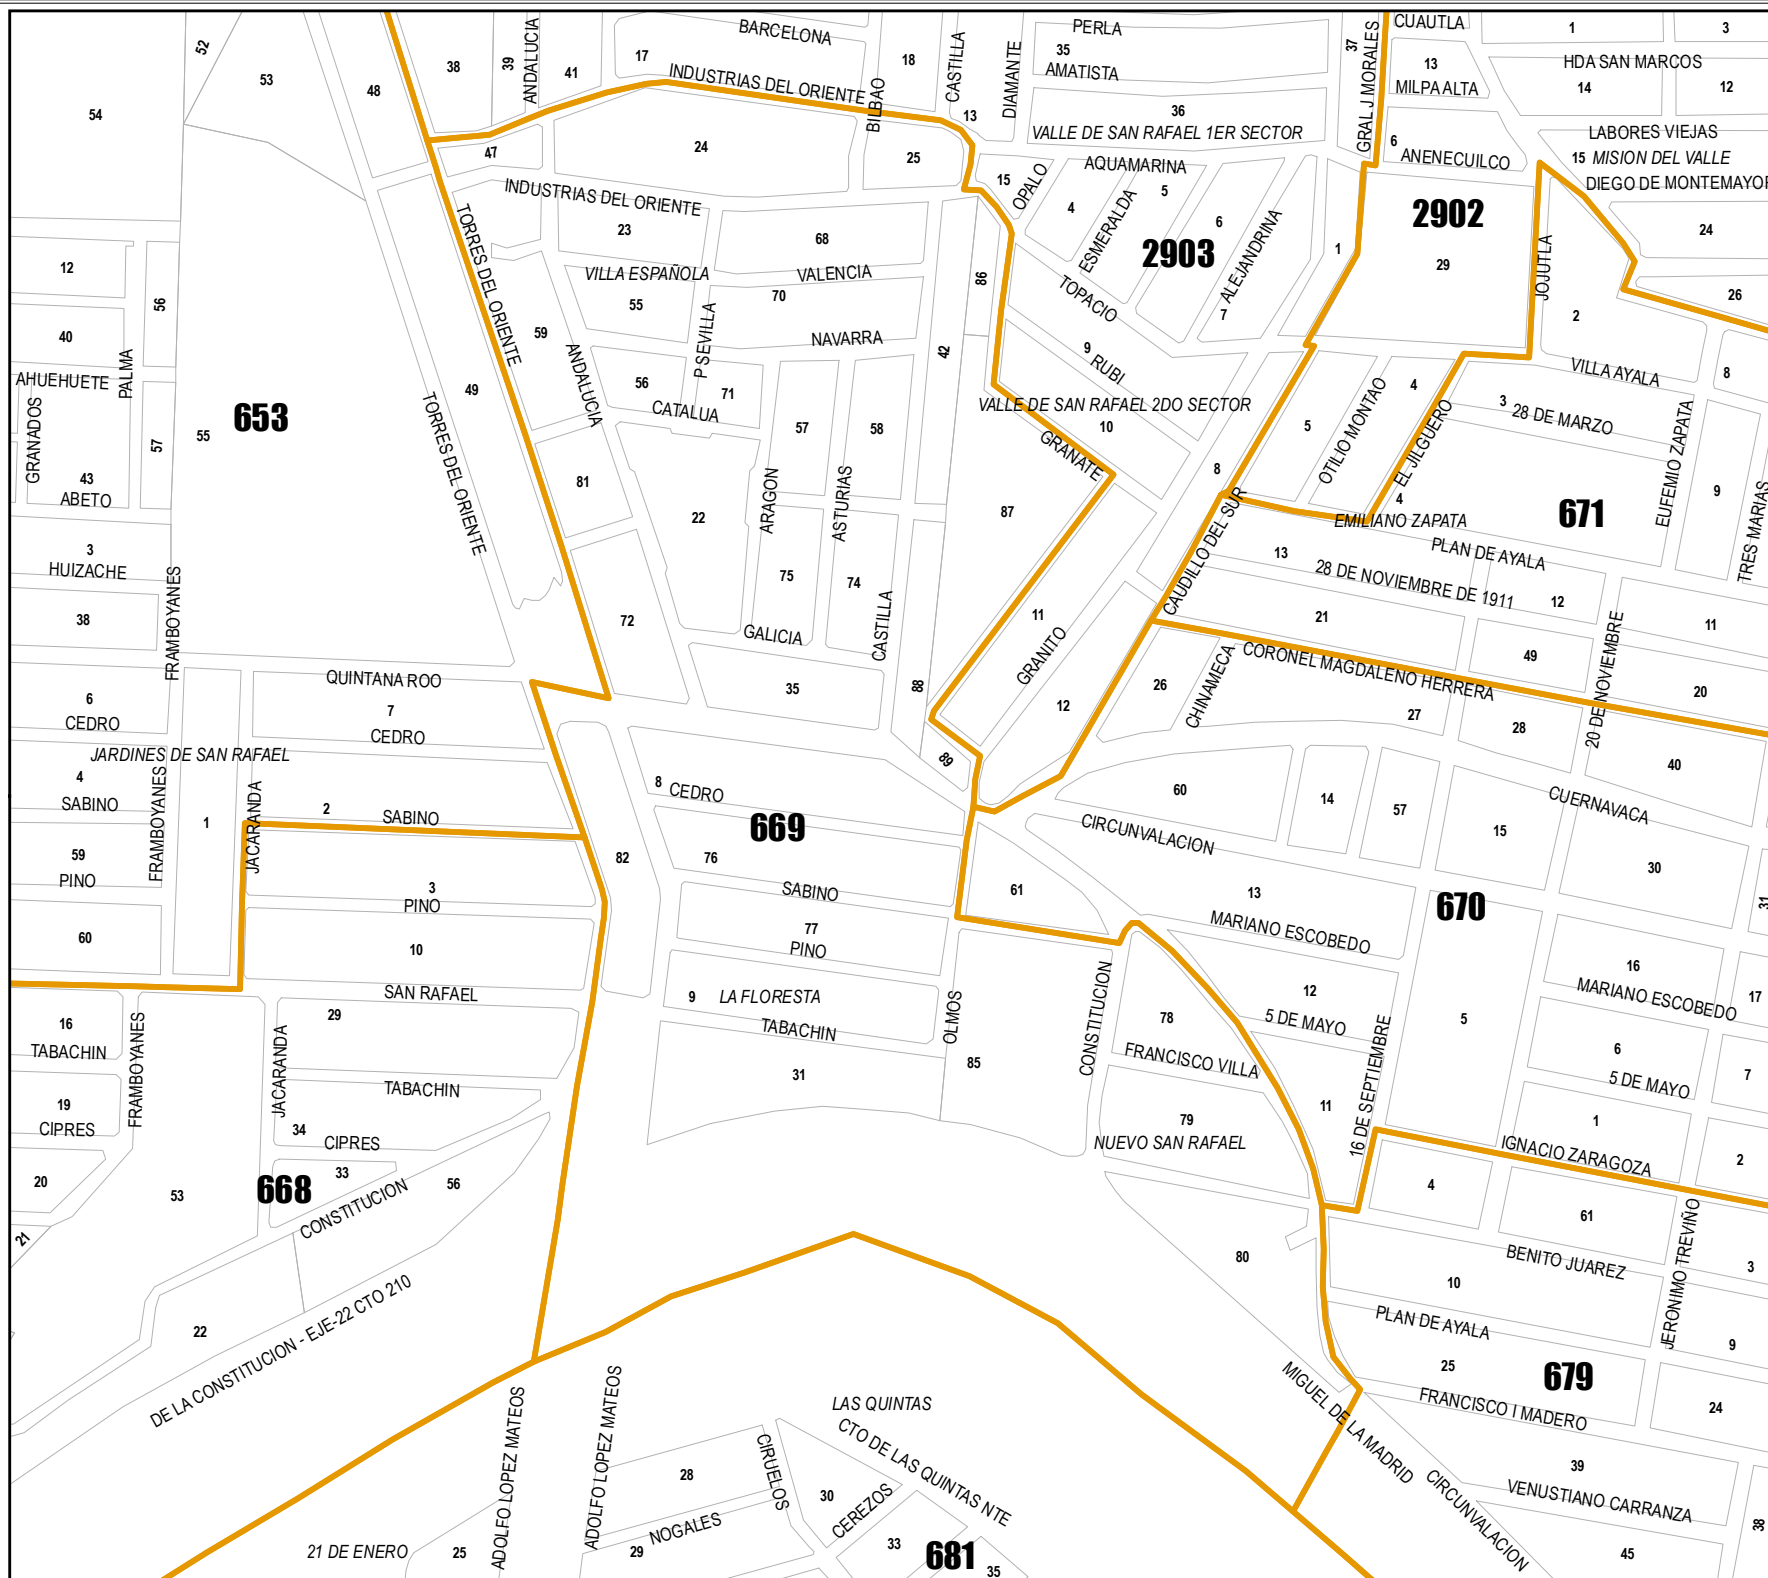 BARCELONA
PERLA
CUAUTLA
1
3
52
53
48
38
39
ANDALUCIA
41
17
INDUSTRIAS DEL ORIENTE
BILBAO
18
CASTILLA
DIAMANTE
35
AMATISTA
37
GRAL J MORALES
13
MILPA ALTA
HDA SAN MARCOS
14
12
54
13
36
VALLE DE SAN RAFAEL 1ER SECTOR
6
ANENECUILCO
LABORES VIEJAS
15
MISION DEL VALLE
DIEGO DE MONTEMAYOR
47
24
25
15
OPALO
AQUAMARINA
4
5
ESMERALDA
6
ALEJANDRINA
2903
2902
24
INDUSTRIAS DEL ORIENTE
TORRES DEL ORIENTE
23
68
VILLA ESPAÑOLA
VALENCIA
86
TOPACIO
7
1
29
JOJUTLA
26
12
56
55
70
P SEVILLA
NAVARRA
42
2
40
59
ANDALUCIA
9
RUBI
VILLA AYALA
8
AHUEHUETE
PALMA
GRANADOS
49
56
71
CATALUA
VALLE DE SAN RAFAEL 2DO SECTOR
10
GRANATE
4
OTILIO MONTAO
EL JILGUERO
5
3
28 DE MARZO
EUFEMIO ZAPATA
653
55
57
57
58
TORRES DEL ORIENTE
43
ABETO
81
22
ARAGON
ASTURIAS
87
8
CAUDILLO DEL SUR
4
EMILIANO ZAPATA
671
9
TRES MARIAS
PLAN DE AYALA
3
HUIZACHE
13
28 DE NOVIEMBRE DE 1911
12
38
FRAMBOYANES
72
75
74
CASTILLA
GALICIA
11
GRANITO
21
49
20 DE NOVIEMBRE
11
CORONEL MAGDALENO HERRERA
QUINTANA ROO
6
CEDRO
7
CEDRO
35
88
12
26
CHINAMECA
27
28
20
JARDINES DE SAN RAFAEL
89
40
4
SABINO
FRAMBOYANES
JACARANDA
2
SABINO
8
CEDRO
60
14
57
CUERNAVACA
15
1
669
CIRCUNVALACION
59
PINO
82
76
SABINO
30
3
PINO
61
13
MARIANO ESCOBEDO
670
31
60
10
77
PINO
16
MARIANO ESCOBEDO
17
SAN RAFAEL
29
9
LA FLORESTA
TABACHIN
OLMOS
CONSTITUCION
12
5 DE MAYO
78
5
16
TABACHIN
FRAMBOYANES
JACARANDA
FRANCISCO VILLA
16 DE SEPTIEMBRE
6
5 DE MAYO
7
31
85
TABACHIN
19
CIPRES
34
CIPRES
79
NUEVO SAN RAFAEL
11
1
IGNACIO ZARAGOZA
2
20
668
33
56
53
CONSTITUCION
4
61
JERONIMO TREVIÑO
21
80
BENITO JUAREZ
3
22
DE LA CONSTITUCION - EJE-22 CTO 210
10
PLAN DE AYALA
9
25
679
MIGUEL DE LA MADRID
FRANCISCO I MADERO
24
LAS QUINTAS
ADOLFO LOPEZ MATEOS
ADOLFO LOPEZ MATEOS
CIRUELOS
CTO DE LAS QUINTAS NTE
28
30
CEREZOS
39
VENUSTIANO CARRANZA
CIRCUNVALACION
38
NOGALES
21 DE ENERO
25
29
33
681
35
45